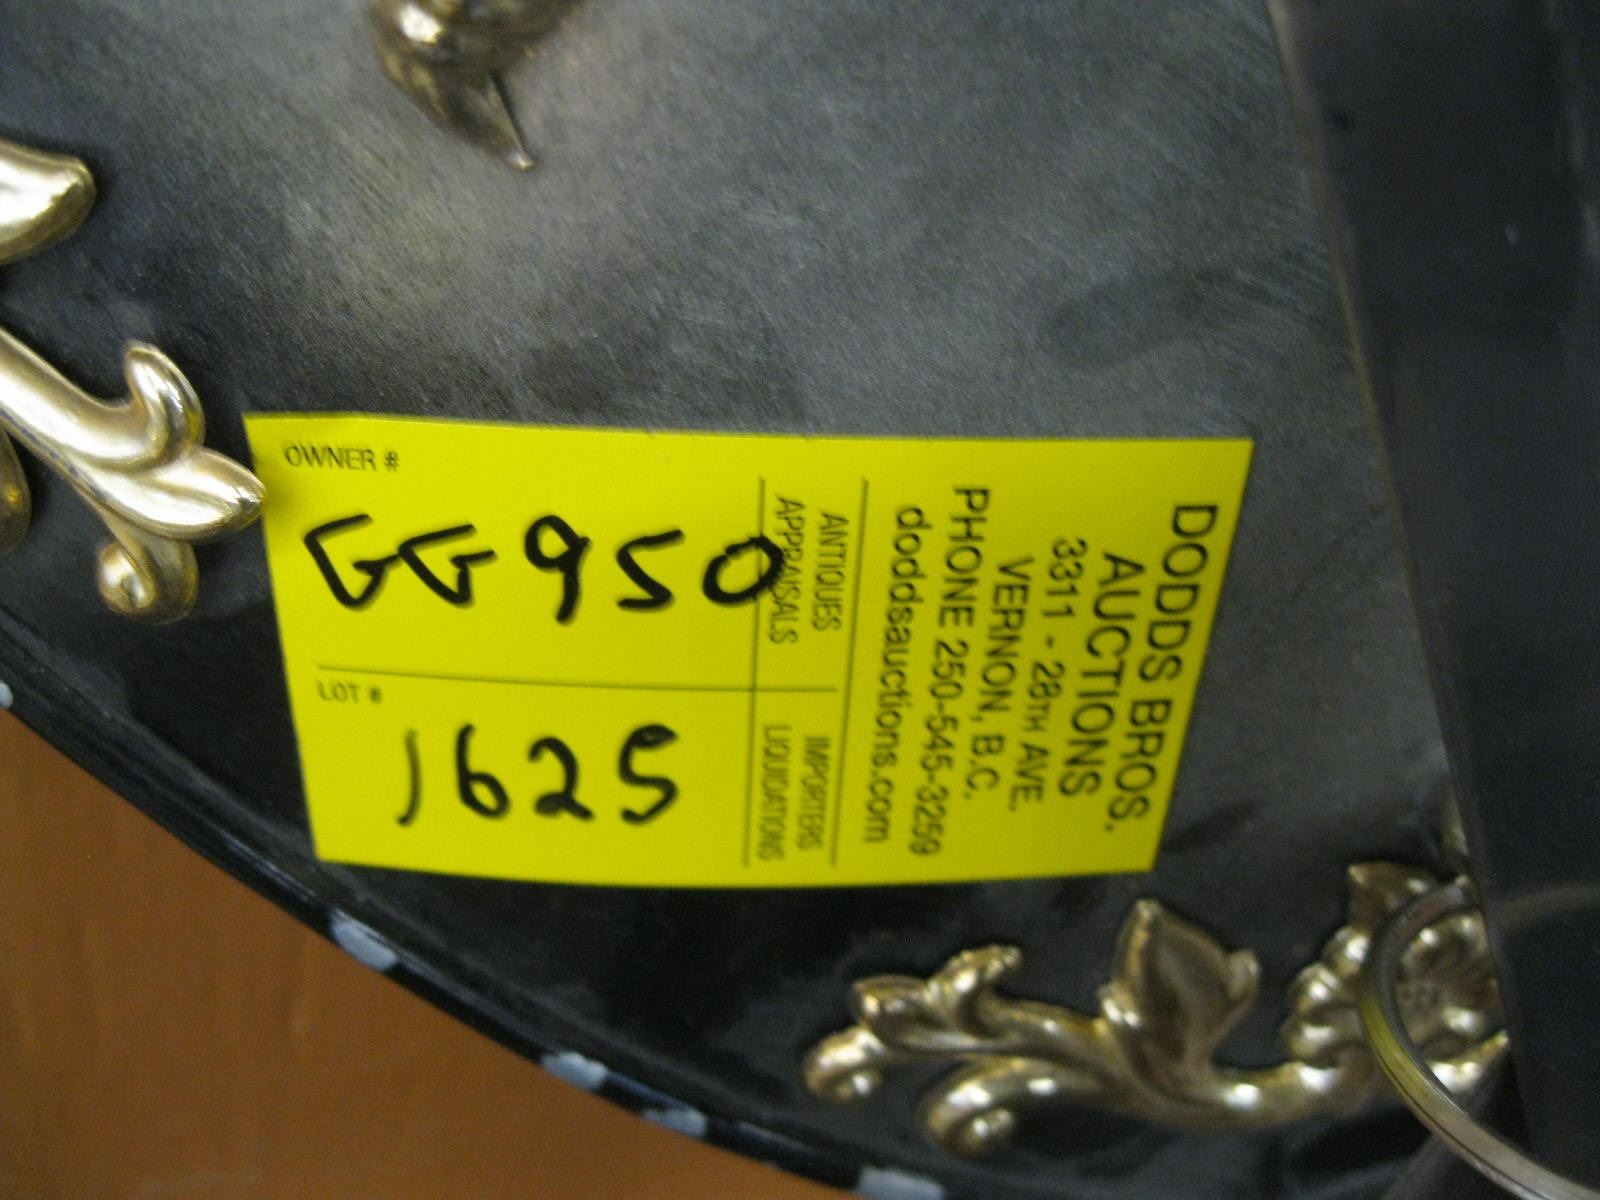 DODDS BROS.
AUCTIONS
3311 - 28TH AVE.
VERNON, B.C.
PHONE 250-545-3259
doddsauctions.com
ANTIQUES IMPORTERS
APPRAISALS LIQUIDATIONS
OWNER #
GG950
LOT #
1625